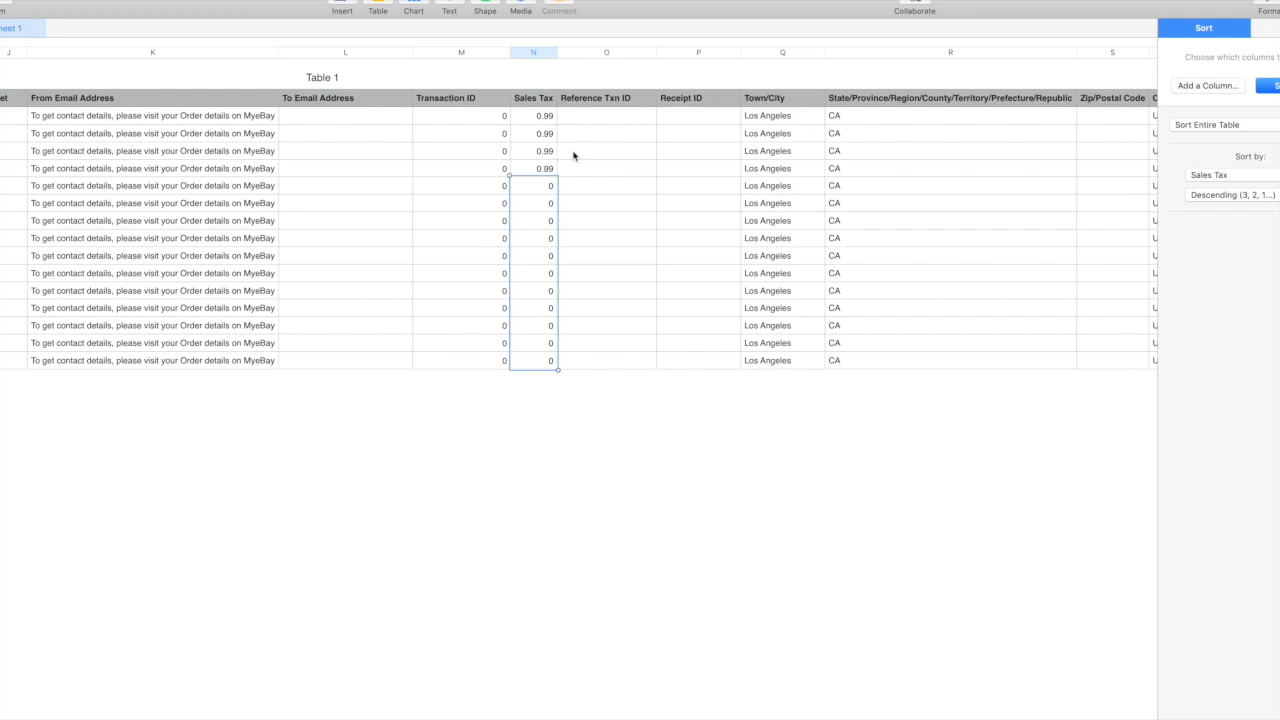 m Insert Table Chart Text Shape Media Comment Collaborate Forma
eet 1 Sort
J K L M N O P Q R S
Choose which columns t
Table 1
Add a Column... S
et From Email Address To Email Address Transaction ID Sales Tax Reference Txn ID Receipt ID Town/City State/Province/Region/County/Territory/Prefecture/Republic Zip/Postal Code
To get contact details, please visit your Order details on MyeBay 0 0.99 Los Angeles CA U
Sort Entire Table
To get contact details, please visit your Order details on MyeBay 0 0.99 Los Angeles CA U
To get contact details, please visit your Order details on MyeBay 0 0.99 Los Angeles CA U
Sort by:
To get contact details, please visit your Order details on MyeBay 0 0.99 Los Angeles CA U
Sales Tax
To get contact details, please visit your Order details on MyeBay 0 0 Los Angeles CA U
Descending (3, 2, 1...)
To get contact details, please visit your Order details on MyeBay 0 0 Los Angeles CA U
To get contact details, please visit your Order details on MyeBay 0 0 Los Angeles CA U
To get contact details, please visit your Order details on MyeBay 0 0 Los Angeles CA U
To get contact details, please visit your Order details on MyeBay 0 0 Los Angeles CA U
To get contact details, please visit your Order details on MyeBay 0 0 Los Angeles CA U
To get contact details, please visit your Order details on MyeBay 0 0 Los Angeles CA U
To get contact details, please visit your Order details on MyeBay 0 0 Los Angeles CA U
To get contact details, please visit your Order details on MyeBay 0 0 Los Angeles CA U
To get contact details, please visit your Order details on MyeBay 0 0 Los Angeles CA U
To get contact details, please visit your Order details on MyeBay 0 0 Los Angeles CA U